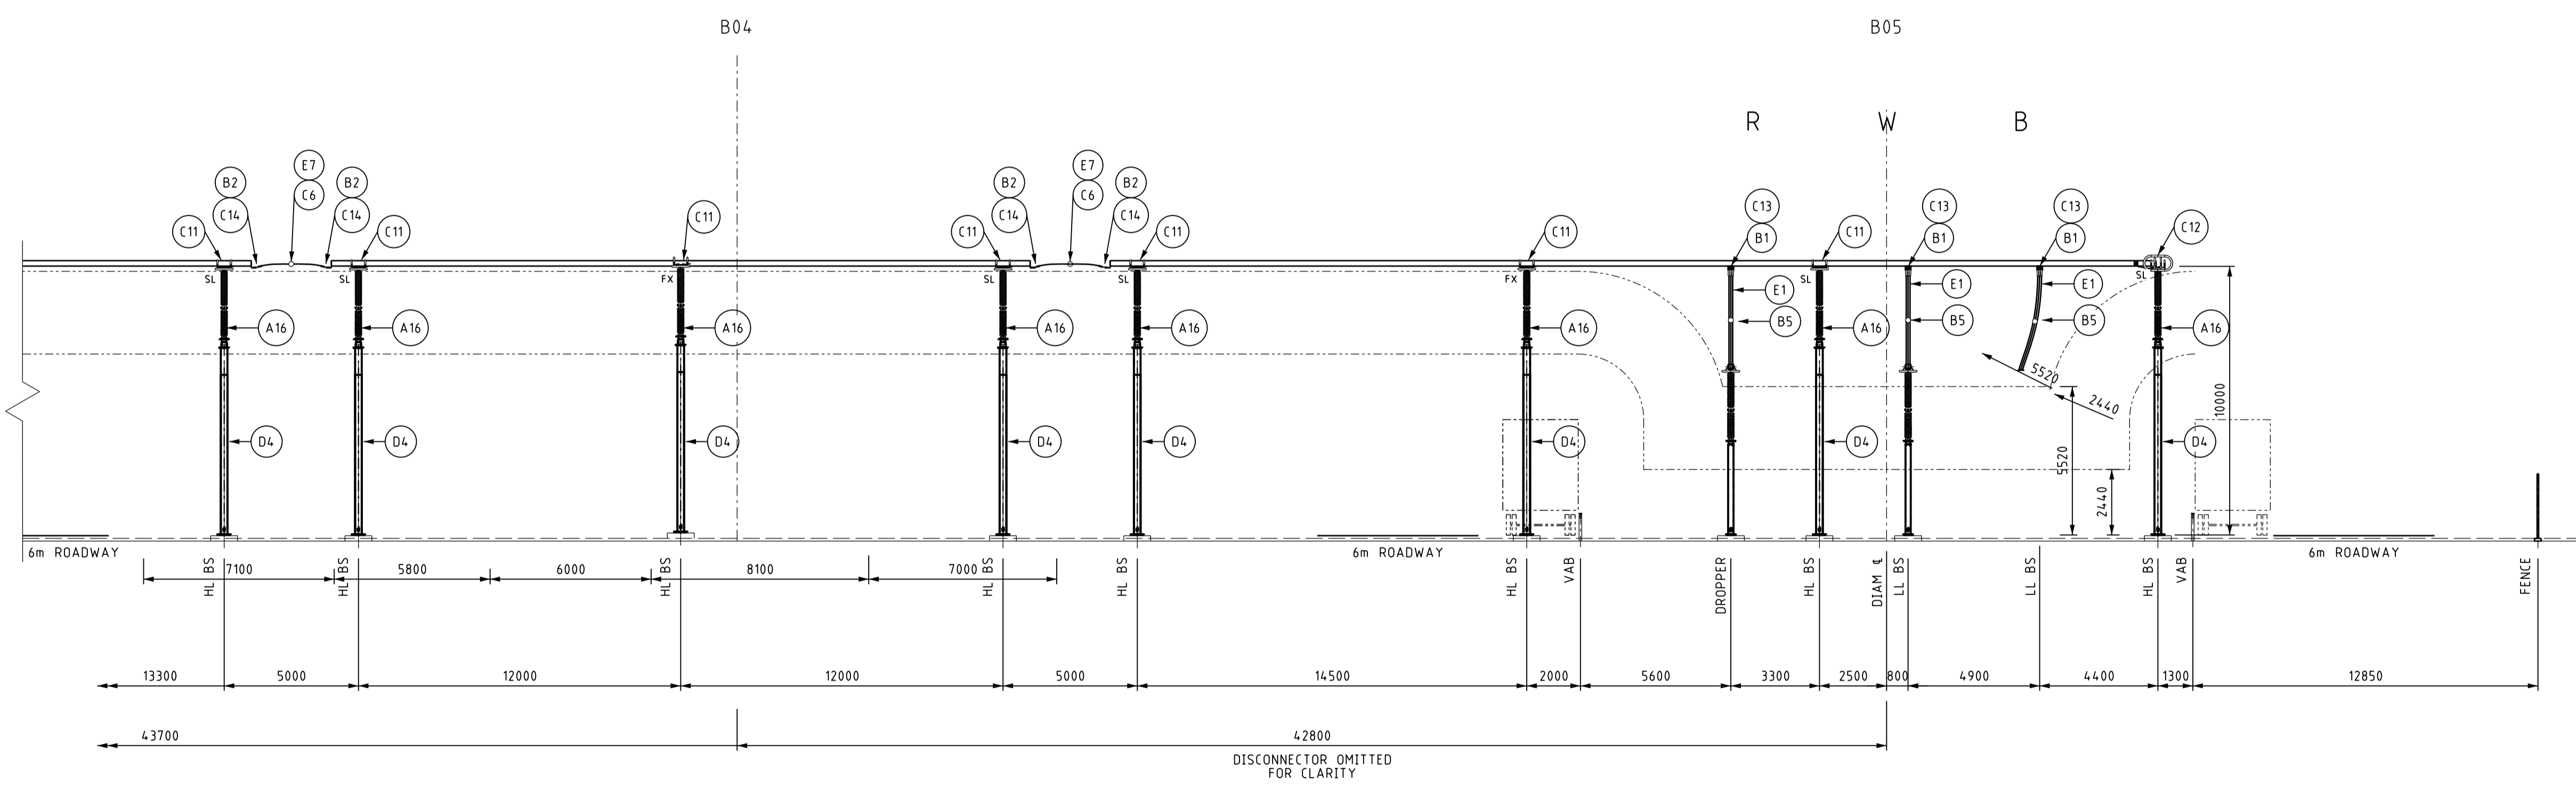 B04
B05
R W B
E7 E7
B2 C6 B2 B2 C6 B2
C14 C14 C14 C14
C13 C13 C13
C11 C11 C11 C11 C11 C11 B1 C11 B1 B1 C12
SL SL FX SL SL FX SL SL
E1 E1 E1
B5 B5 B5
A16 A16 A16 A16 A16 A16 A16 A16
5520
2440
10000
D4 D4 D4 D4 D4 D4 D4 D4
5520
2440
6m ROADWAY 6m ROADWAY 6m ROADWAY
7100 5800 6000 8100 7000
HL BS
HL BS
HL BS
HL BS
HL BS
HL BS
VAB
DROPPER
HL BS
DIAM ℄
LL BS
LL BS
HL BS
VAB
FENCE
13300 5000 12000 12000 5000 14500 2000 5600 3300 2500 800 4900 4400 1300 12850
43700 42800
DISCONNECTOR OMITTED
FOR CLARITY